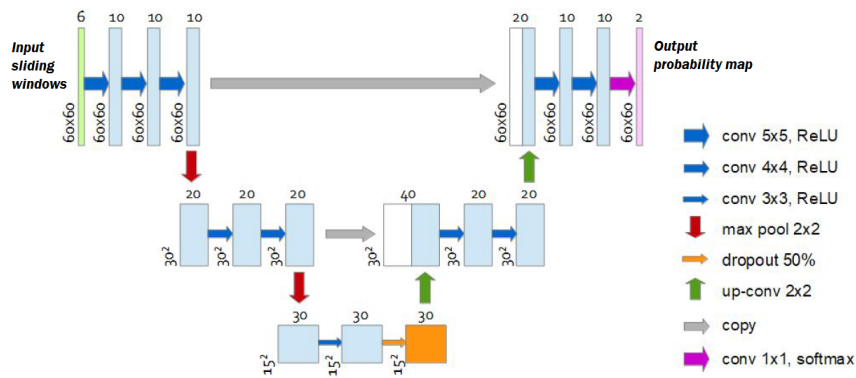 6 10 10 10 20 10 10 2
Input
sliding
windows
Output
probability map
60x60 60x60 60x60 60x60 60x60 60x60 60x60 60x60
conv 5x5, ReLU
conv 4x4, ReLU
conv 3x3, ReLU
max pool 2x2
dropout 50%
up-conv 2x2
copy
conv 1x1, softmax
20 20 20 40 20 20
30² 30² 30² 30² 30² 30²
30 30 30
15² 15² 15²